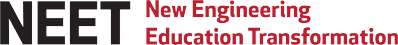 NEET
New Engineering
Education Transformation